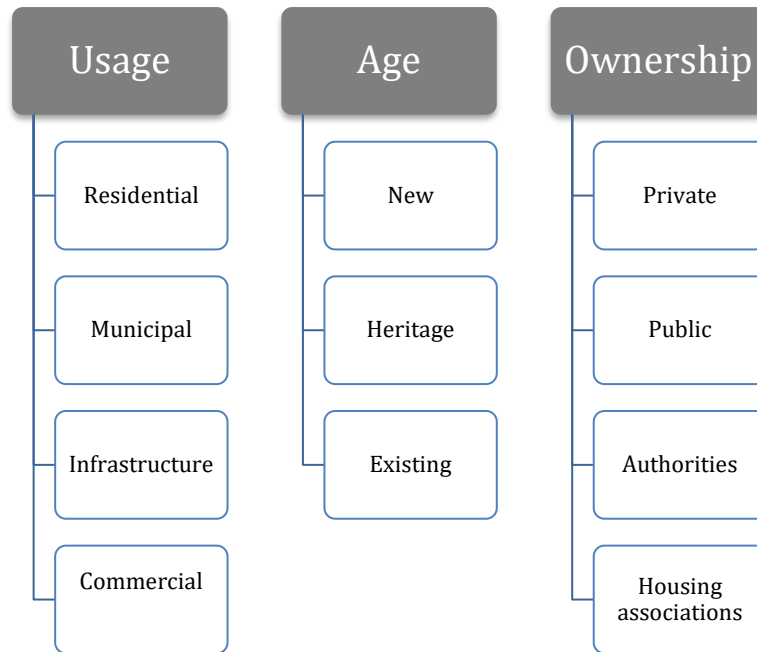 Usage
Residential
Municipal
Infrastructure
Commercial
Age
New
Heritage
Existing
Ownership
Private
Public
Authorities
Housing
associations